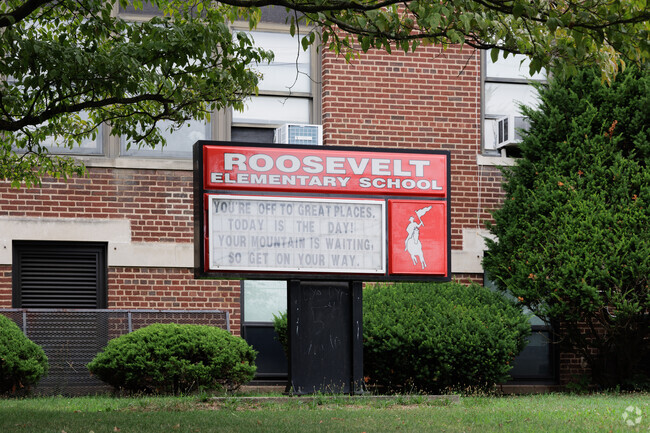 ROOSEVELT
ELEMENTARY SCHOOL
YOU'RE OFF TO GREAT PLACES.
TODAY IS THE DAY!
YOUR MOUNTAIN IS WAITING,
SO GET ON YOUR WAY.